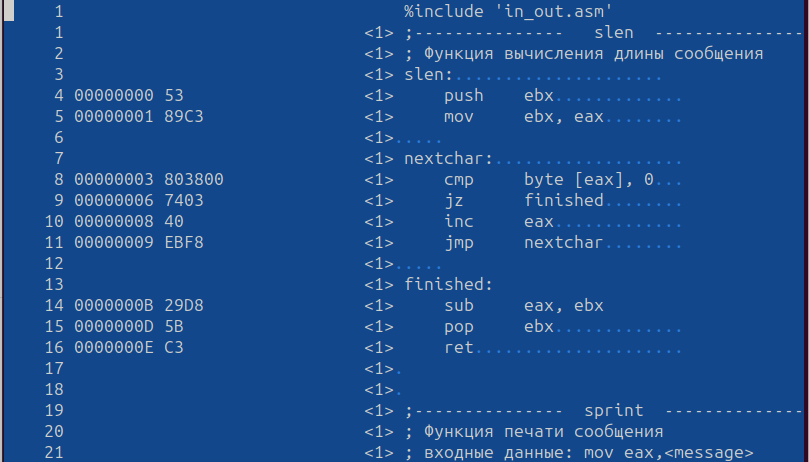 1 %include 'in_out.asm'
1 <1> ;--------------- slen ---------------
2 <1> ; Функция вычисления длины сообщения
3 <1> slen:.....................
4 00000000 53 <1> push ebx.............
5 00000001 89C3 <1> mov ebx, eax........
6 <1>.....
7 <1> nextchar:...................
8 00000003 803800 <1> cmp byte [eax], 0...
9 00000006 7403 <1> jz finished........
10 00000008 40 <1> inc eax.............
11 00000009 EBF8 <1> jmp nextchar........
12 <1>.....
13 <1> finished:
14 0000000B 29D8 <1> sub eax, ebx
15 0000000D 5B <1> pop ebx.............
16 0000000E C3 <1> ret.....................
17 <1>.
18 <1>.
19 <1> ;--------------- sprint --------------
20 <1> ; Функция печати сообщения
21 <1> ; входные данные: mov eax,<message>